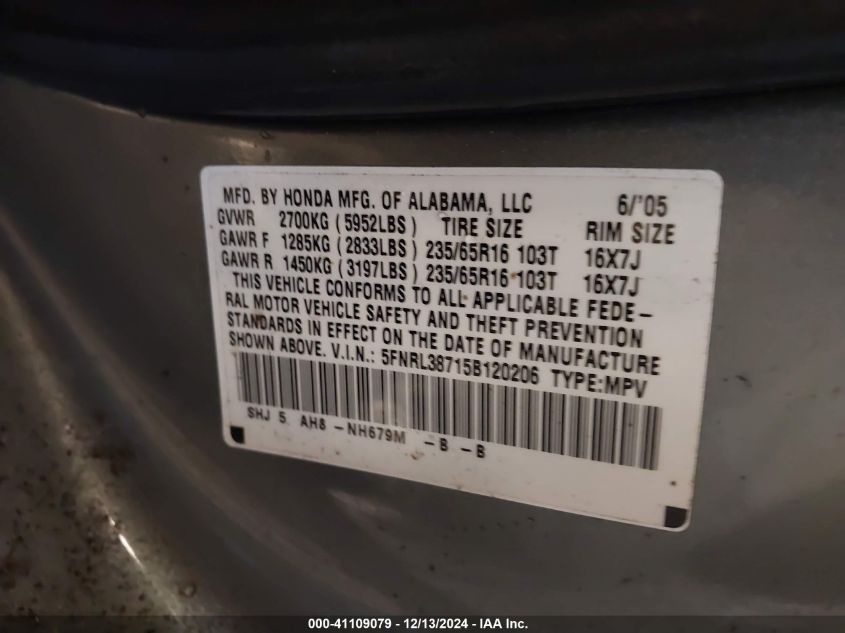 MFD. BY HONDA MFG. OF ALABAMA, LLC 6/'05
GVWR 2700KG (5952LBS) TIRE SIZE RIM SIZE
GAWR F 1285KG (2833LBS) 235/65R16 103T 16X7J
GAWR R 1450KG (3197LBS) 235/65R16 103T 16X7J
THIS VEHICLE CONFORMS TO ALL APPLICABLE FEDE-
RAL MOTOR VEHICLE SAFETY AND THEFT PREVENTION
STANDARDS IN EFFECT ON THE DATE OF MANUFACTURE
SHOWN ABOVE. V.I.N.: 5FNRL38715B120206 TYPE:MPV
SHJ 5. AH8 -NH679M -B -B
000-41109079 - 12/13/2024 - IAA Inc.